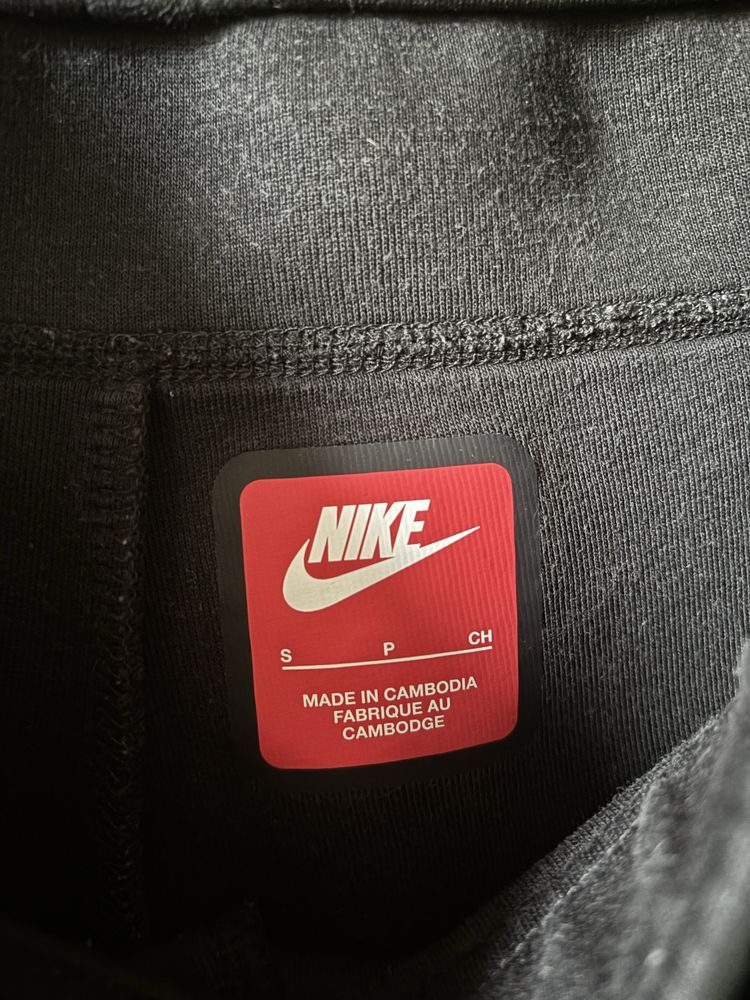 NIKE
S P CH
MADE IN CAMBODIA
FABRIQUE AU
CAMBODGE